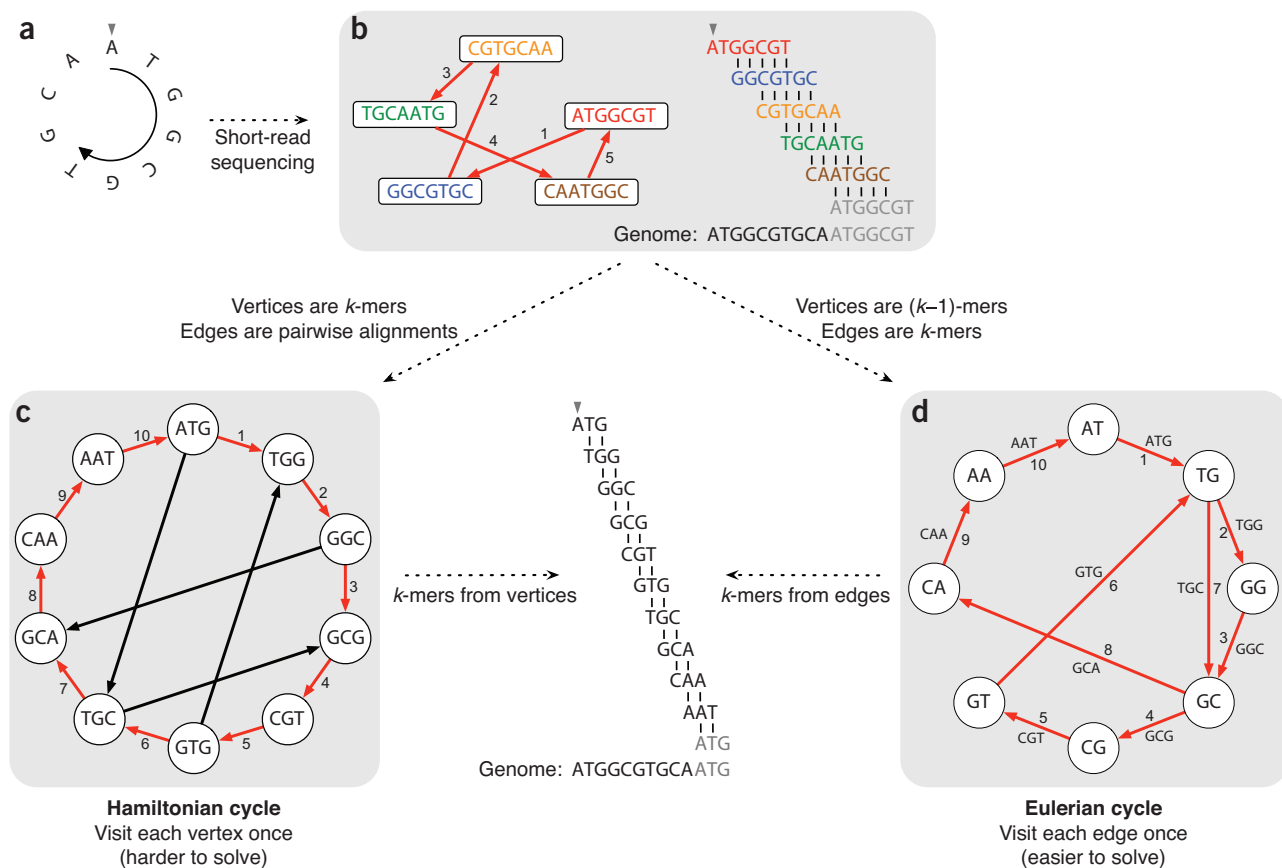 a
A
T
G
G
C
G
T
G
C
A
Short-read
sequencing
b
CGTGCAA
TGCAATG
ATGGCGT
GGCGTGC
CAATGGC
3
2
1
4
5
ATGGCGT
GGCGTGC
CGTGCAA
TGCAATG
CAATGGC
ATGGCGT
Genome: ATGGCGTGCAATGGCGT
Vertices are k-mers
Edges are pairwise alignments
Vertices are (k–1)-mers
Edges are k-mers
c
ATG
TGG
GGC
GCG
CGT
GTG
TGC
GCA
CAA
AAT
1
2
3
4
5
6
7
8
9
10
Hamiltonian cycle
Visit each vertex once
(harder to solve)
k-mers from vertices
ATG
TGG
GGC
GCG
CGT
GTG
TGC
GCA
CAA
AAT
ATG
Genome: ATGGCGTGCAATG
k-mers from edges
d
AT
TG
GG
GC
CG
GT
CA
AA
ATG
1
TGG
2
GGC
3
GCG
4
CGT
5
GTG
6
TGC 7
8
GCA
CAA
9
AAT
10
Eulerian cycle
Visit each edge once
(easier to solve)